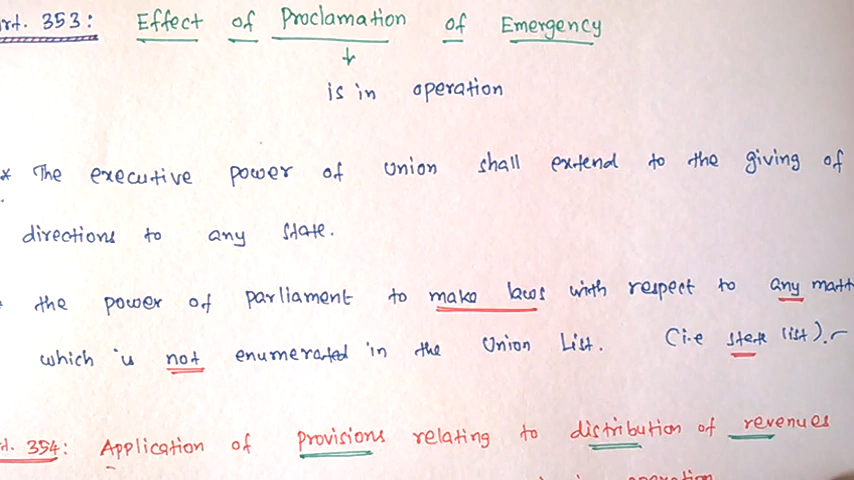 rt. 353: Effect of Proclamation of Emergency
is in operation
* The executive power of Union shall extend to the giving of
directions to any State.
the power of parliament to make laws with respect to any matt
which is not enumerated in the Union List. (i.e State list).
t. 354: Application of provisions relating to distribution of revenues
operation